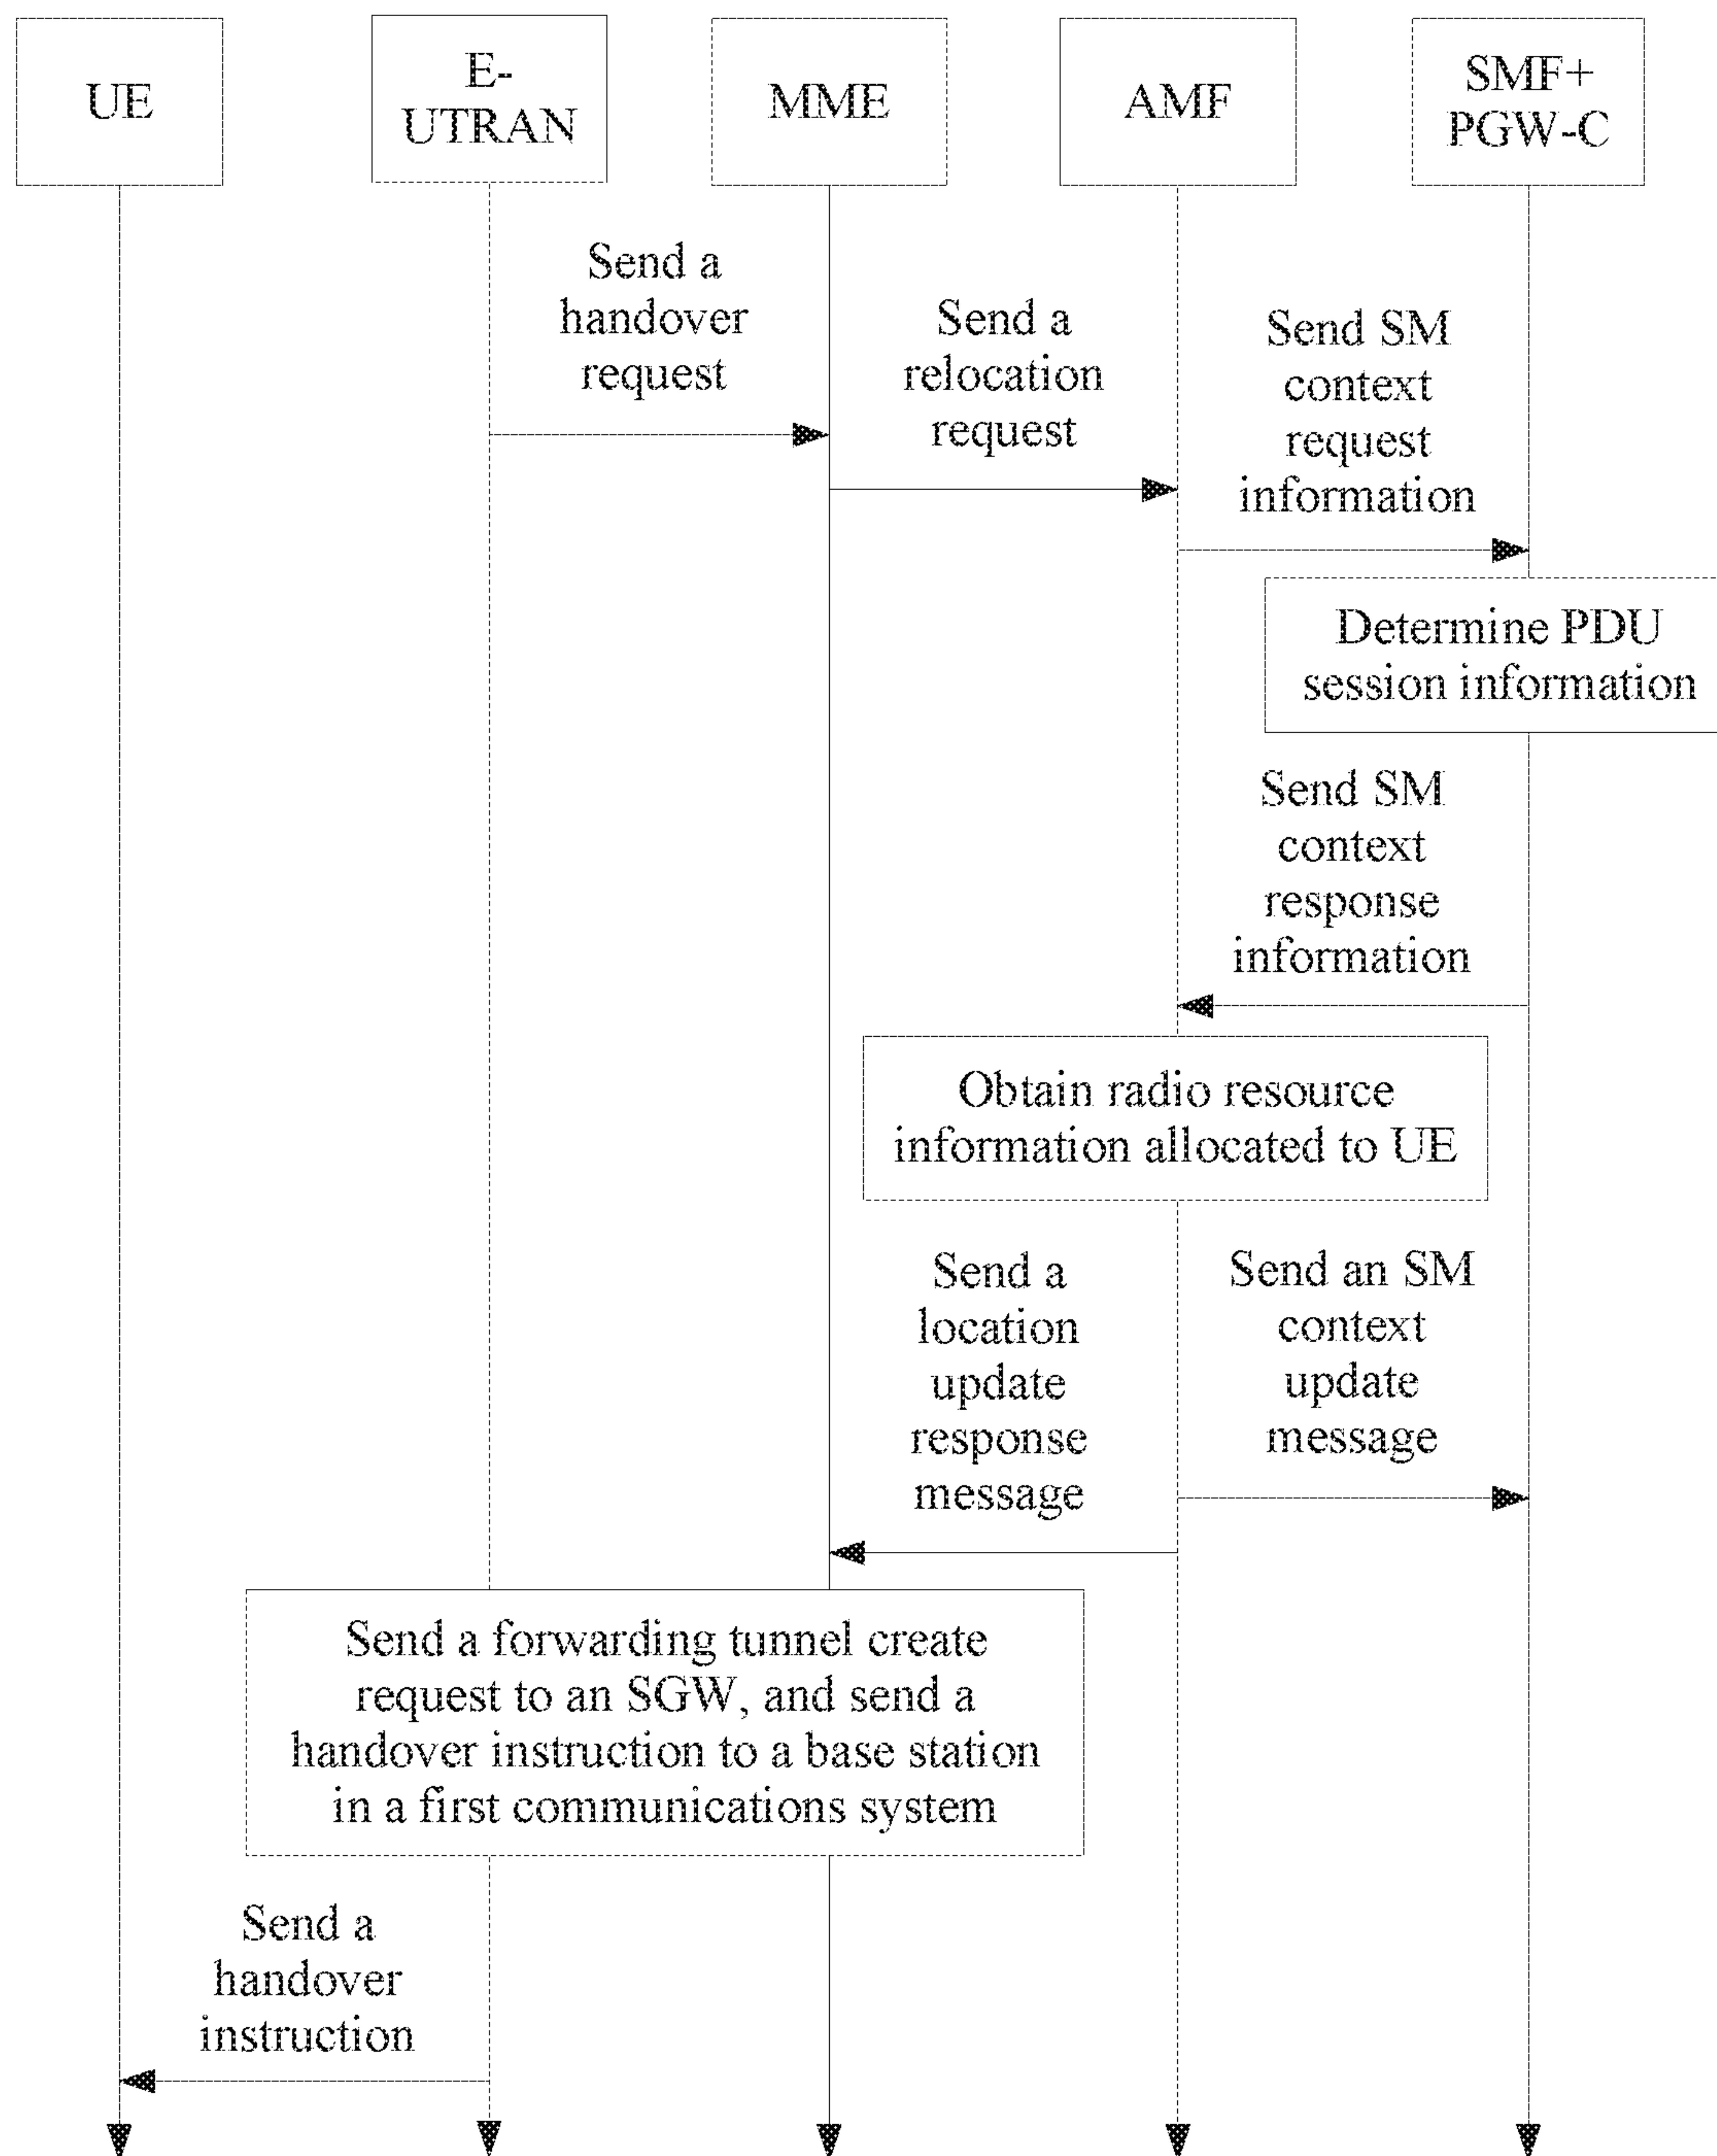 UE
E-
UTRAN
MME
AMF
SMF+
PGW-C
Send a
handover
request
Send a
relocation
request
Send SM
context
request
information
Determine PDU
session information
Send SM
context
response
information
Obtain radio resource
information allocated to UE
Send a
location
update
response
message
Send an SM
context
update
message
Send a forwarding tunnel create
request to an SGW, and send a
handover instruction to a base station
in a first communications system
Send a
handover
instruction